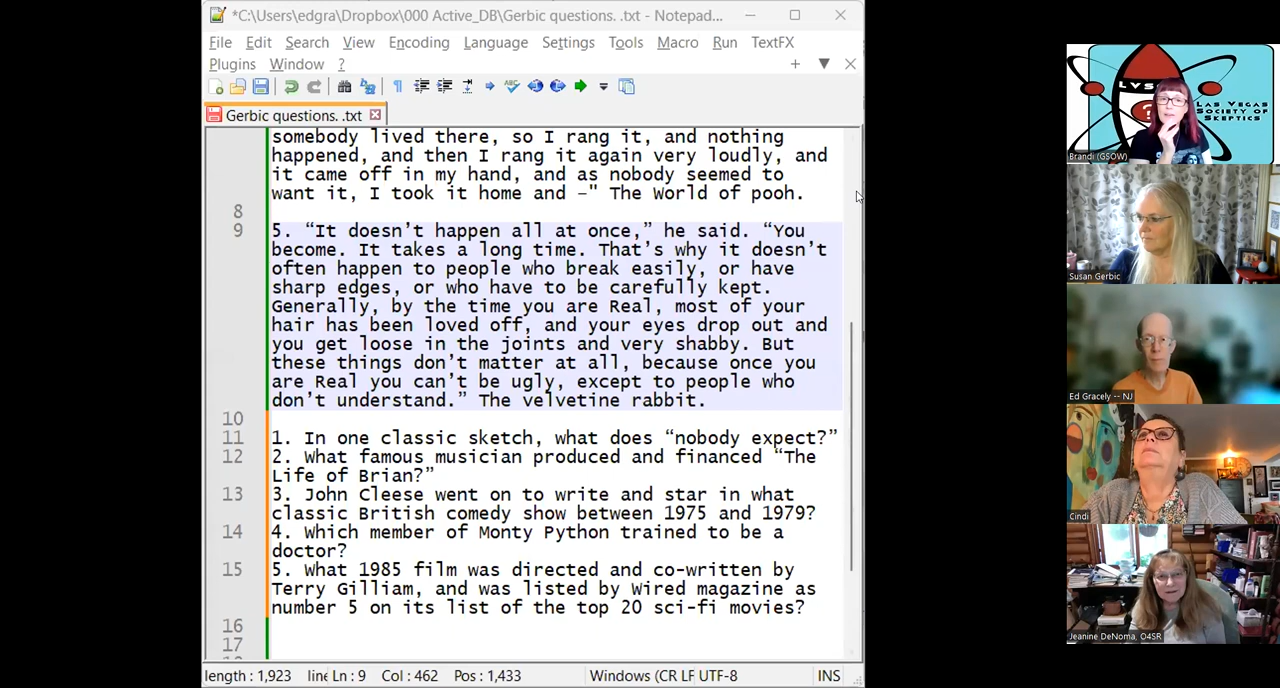 *C:\Users\edgra\Dropbox\000 Active_DB\Gerbic questions. .txt - Notepad...
File Edit Search View Encoding Language Settings Tools Macro Run TextFX
Plugins Window ?
Gerbic questions. .txt
somebody lived there, so I rang it, and nothing
happened, and then I rang it again very loudly, and
it came off in my hand, and as nobody seemed to
want it, I took it home and –" The World of pooh.
8
9 5. “It doesn’t happen all at once,” he said. “You
become. It takes a long time. That’s why it doesn’t
often happen to people who break easily, or have
sharp edges, or who have to be carefully kept.
Generally, by the time you are Real, most of your
hair has been loved off, and your eyes drop out and
you get loose in the joints and very shabby. But
these things don’t matter at all, because once you
are Real you can’t be ugly, except to people who
don’t understand.” The velvetine rabbit.
10
11 1. In one classic sketch, what does “nobody expect?”
12 2. What famous musician produced and financed “The
Life of Brian?”
13 3. John Cleese went on to write and star in what
classic British comedy show between 1975 and 1979?
14 4. Which member of Monty Python trained to be a
doctor?
15 5. What 1985 film was directed and co-written by
Terry Gilliam, and was listed by Wired magazine as
number 5 on its list of the top 20 sci-fi movies?
16
17
length : 1,923 line Ln : 9 Col : 462 Pos : 1,433 Windows (CR LF UTF-8 INS
LVS
Las Vegas
Society of
Skeptics
Brandi (GSOW)
Susan Gerbic
Ed Gracely -- NJ
Cindi
Jeanine DeNoma, O4SR